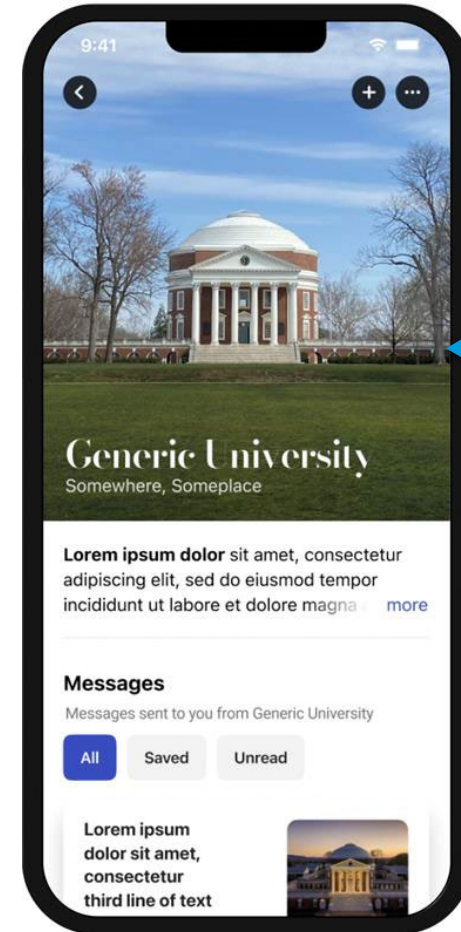 9:41
Generic University
Somewhere, Someplace
Lorem ipsum dolor sit amet, consectetur
adipiscing elit, sed do eiusmod tempor
incididunt ut labore et dolore magna a more
Messages
Messages sent to you from Generic University
All Saved Unread
Lorem ipsum
dolor sit amet,
consectetur
third line of text